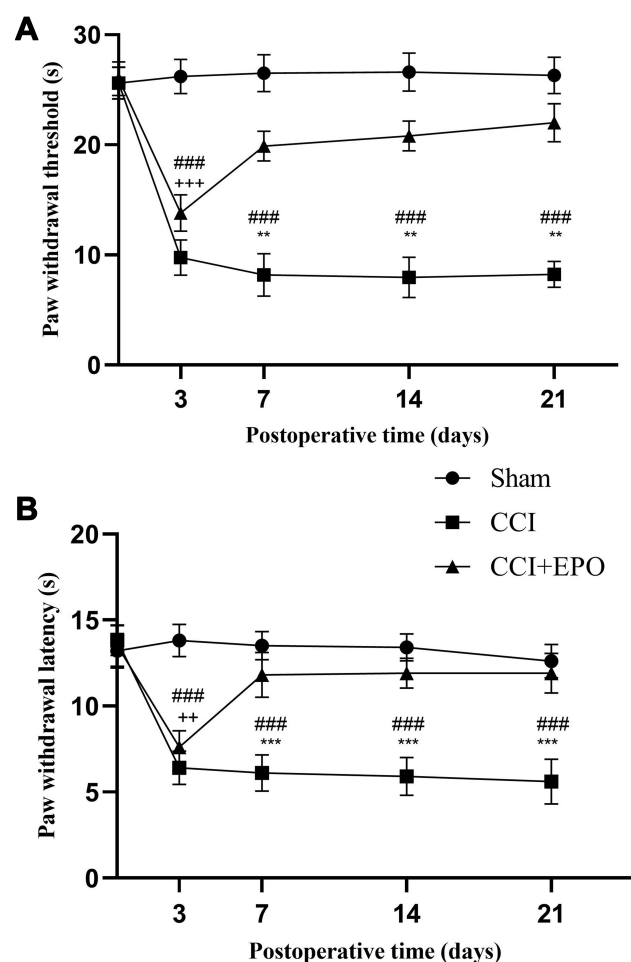 A
Paw withdrawal threshold (s)
30
20
10
0
###
+++
###
**
###
**
###
**
3 7 14 21
Postoperative time (days)
Sham
CCI
CCI+EPO
B
Paw withdrawal latency (s)
20
15
10
5
0
###
++
###
***
###
***
###
***
3 7 14 21
Postoperative time (days)